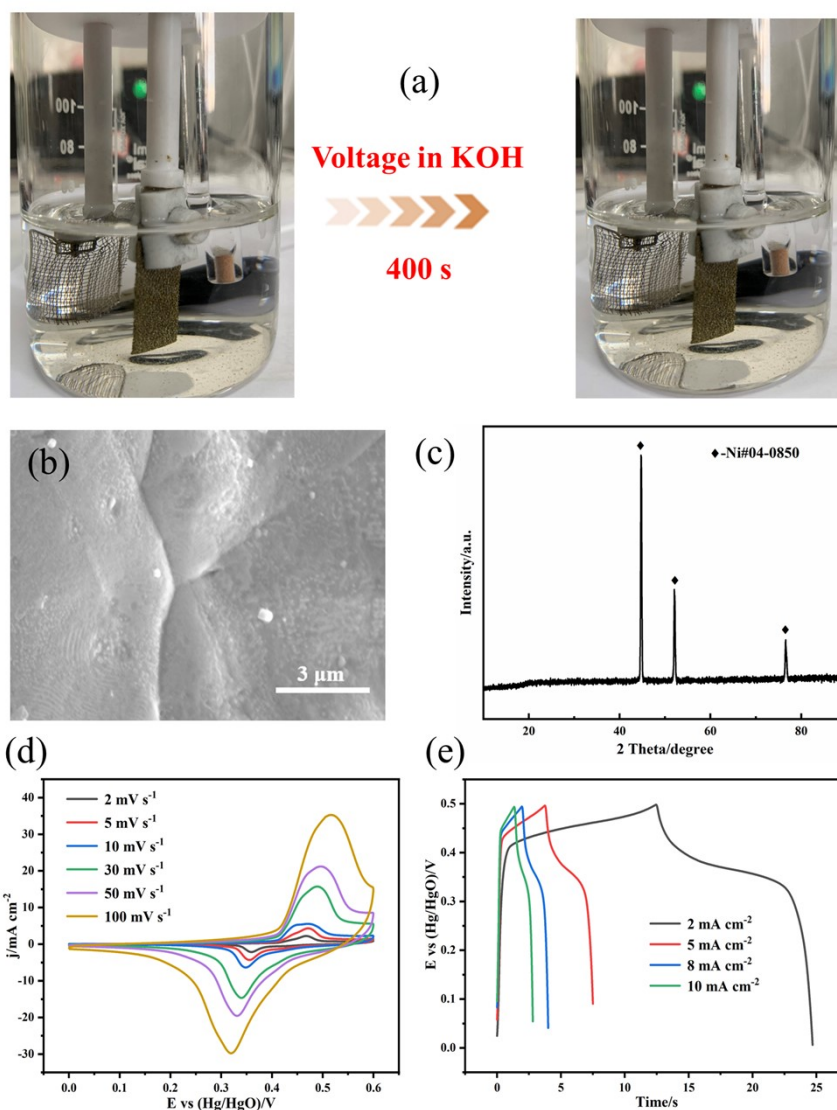 (a)
100
80
Voltage in KOH
400 s
100
80
(b)
3 μm
(c)
♦-Ni#04-0850
Intensity/a.u.
20
40
60
80
2 Theta/degree
(d)
40
30
20
10
0
-10
-20
-30
j/mA cm⁻²
2 mV s⁻¹
5 mV s⁻¹
10 mV s⁻¹
30 mV s⁻¹
50 mV s⁻¹
100 mV s⁻¹
0.0
0.1
0.2
0.3
0.4
0.5
0.6
E vs (Hg/HgO)/V
(e)
0.5
0.4
0.3
0.2
0.1
0.0
E vs (Hg/HgO)/V
2 mA cm⁻²
5 mA cm⁻²
8 mA cm⁻²
10 mA cm⁻²
0
5
10
15
20
25
Time/s